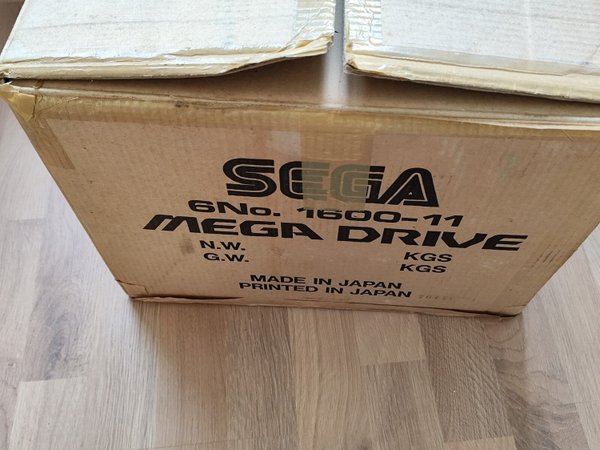 SEGA
6No. 1600-11
MEGA DRIVE
N.W. KGS
G.W. KGS
MADE IN JAPAN
PRINTED IN JAPAN